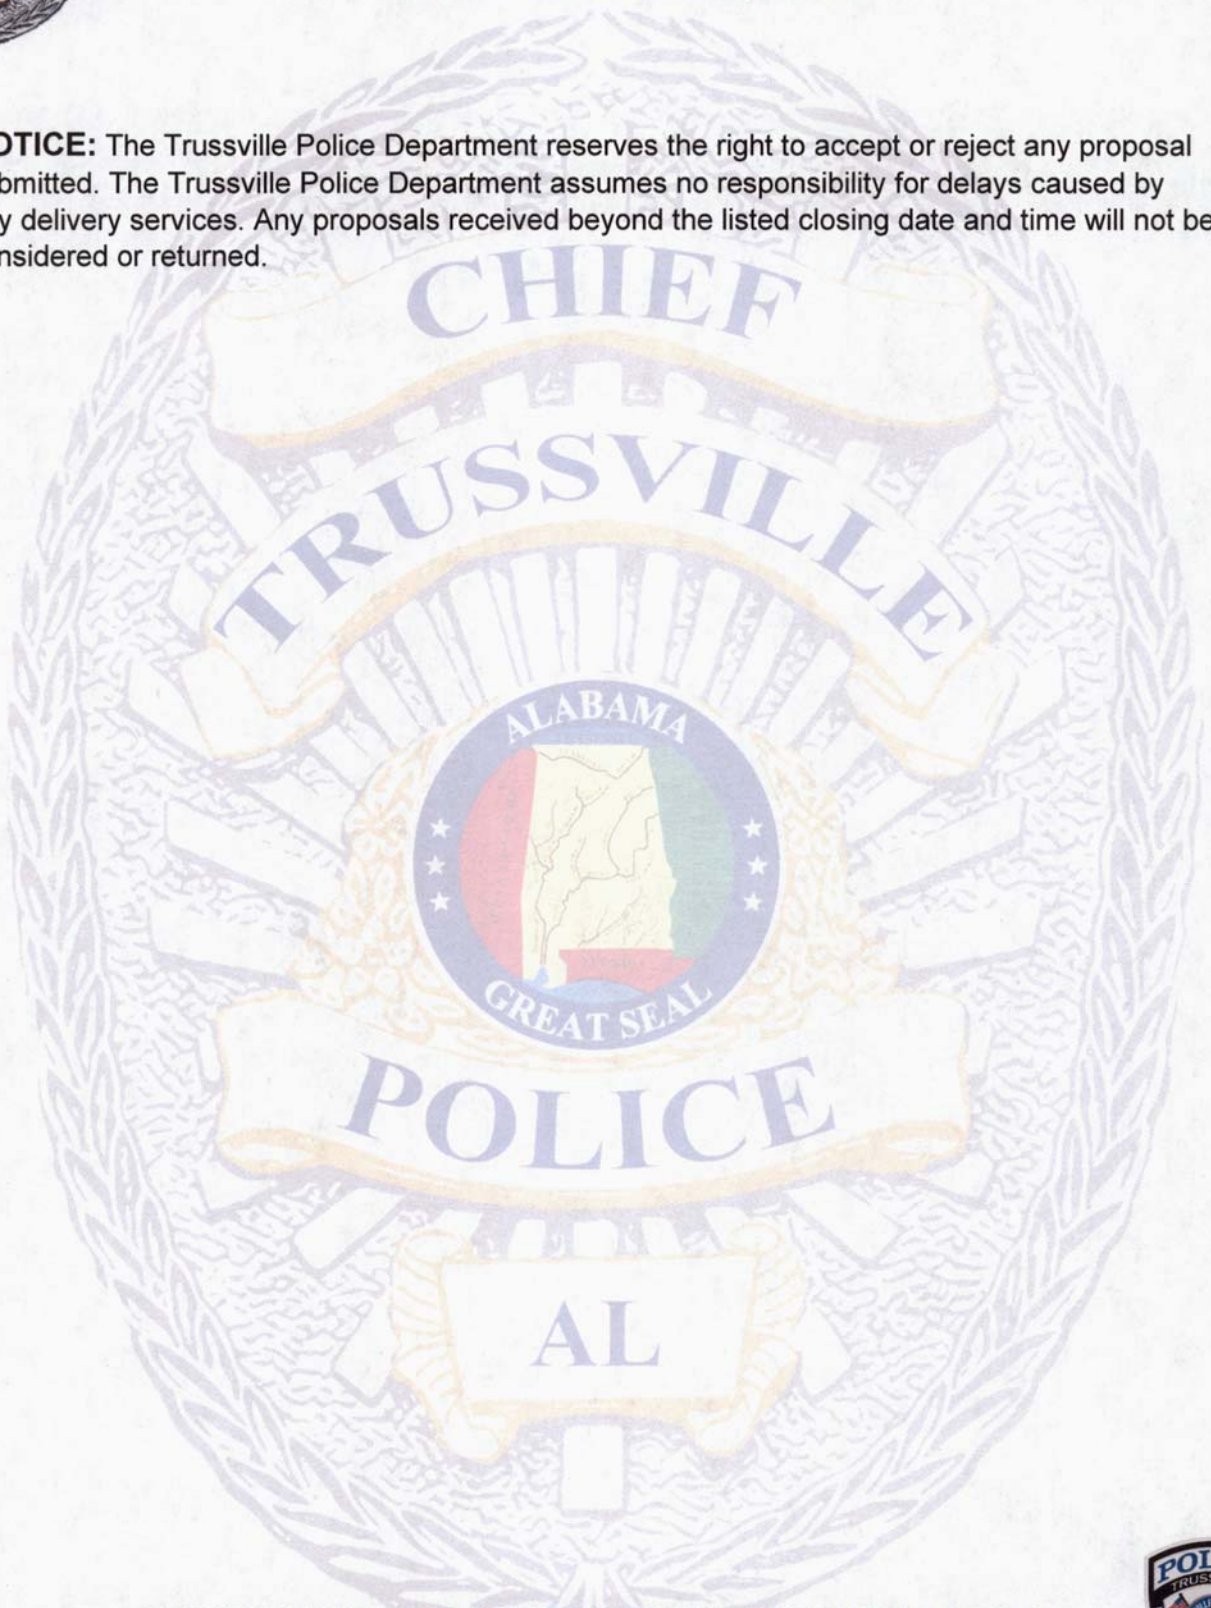 OTICE: The Trussville Police Department reserves the right to accept or reject any proposal
bmitted. The Trussville Police Department assumes no responsibility for delays caused by
y delivery services. Any proposals received beyond the listed closing date and time will not be
nsidered or returned.
CHIEF
TRUSSVILLE
ALABAMA
GREAT SEAL
POLICE
AL
POL
TRUSS